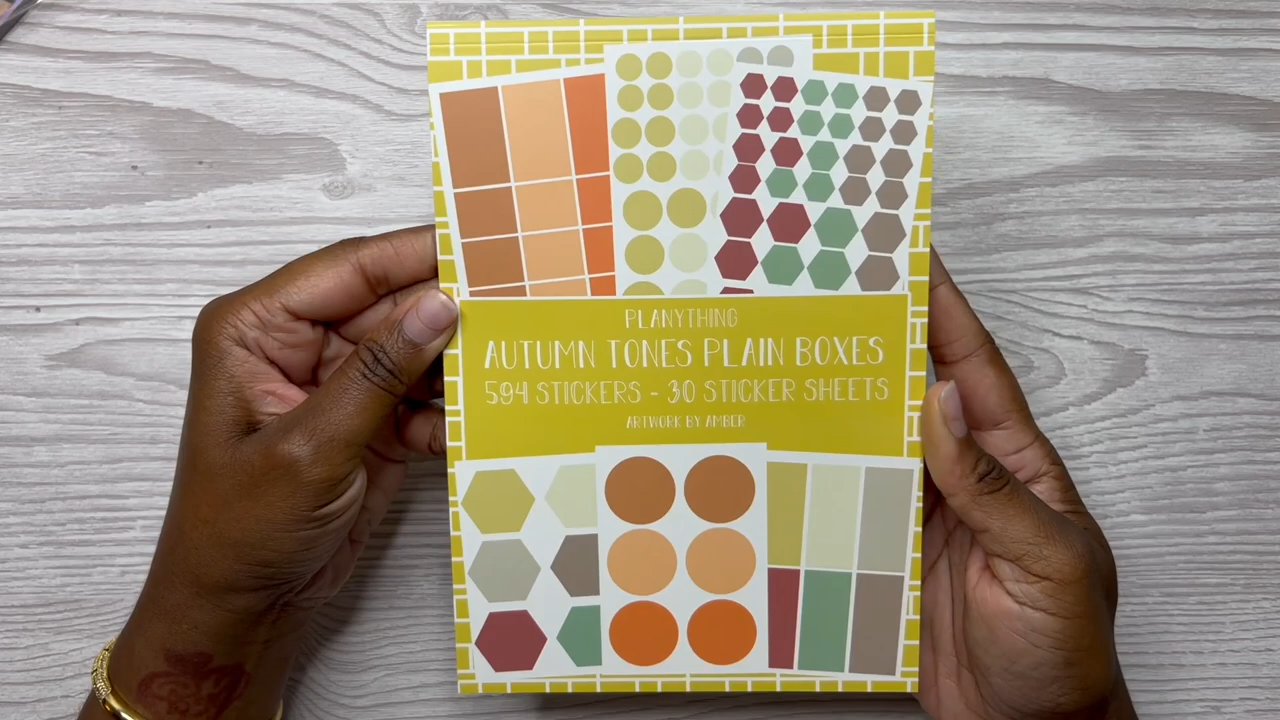 PLANYTHING
AUTUMN TONES PLAIN BOXES
594 STICKERS - 30 STICKER SHEETS
ARTWORK BY AMBER